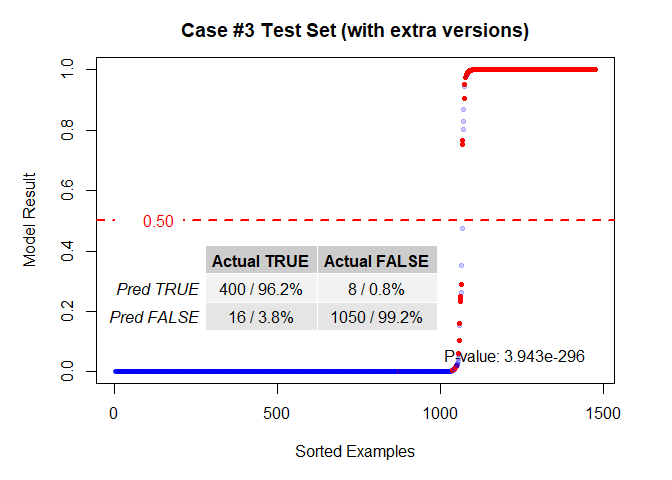 Case #3 Test Set (with extra versions)
Model Result
1.0
0.8
0.6
0.4
0.2
0.0
0.50
Actual TRUE Actual FALSE
Pred TRUE 400 / 96.2% 8 / 0.8%
Pred FALSE 16 / 3.8% 1050 / 99.2%
P.value: 3.943e-296
0 500 1000 1500
Sorted Examples